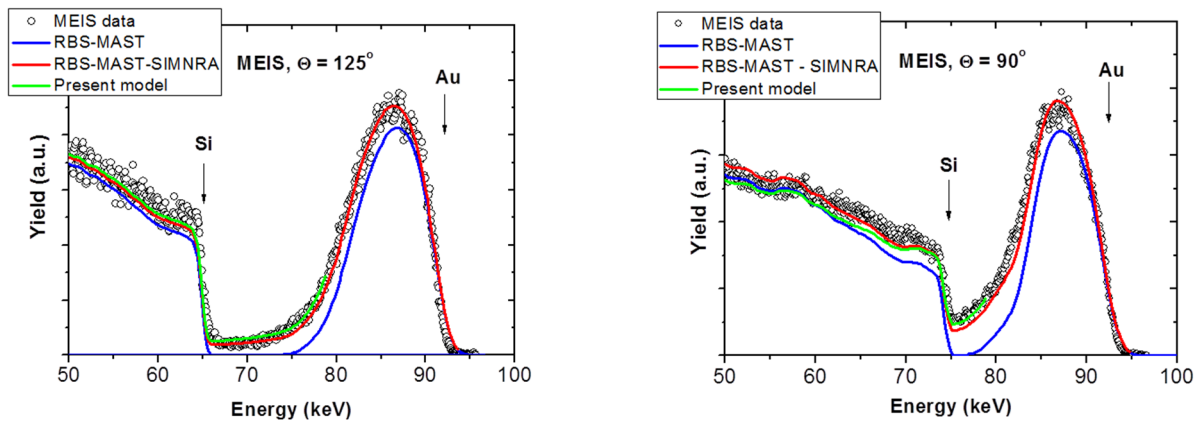 MEIS data
RBS-MAST
RBS-MAST-SIMNRA
Present model
MEIS, Θ = 125°
Au
Si
Yield (a.u.)
50 60 70 80 90 100
Energy (keV)
MEIS data
RBS-MAST
RBS-MAST - SIMNRA
Present model
MEIS, Θ = 90°
Au
Si
Yield (a.u.)
50 60 70 80 90 100
Energy (keV)